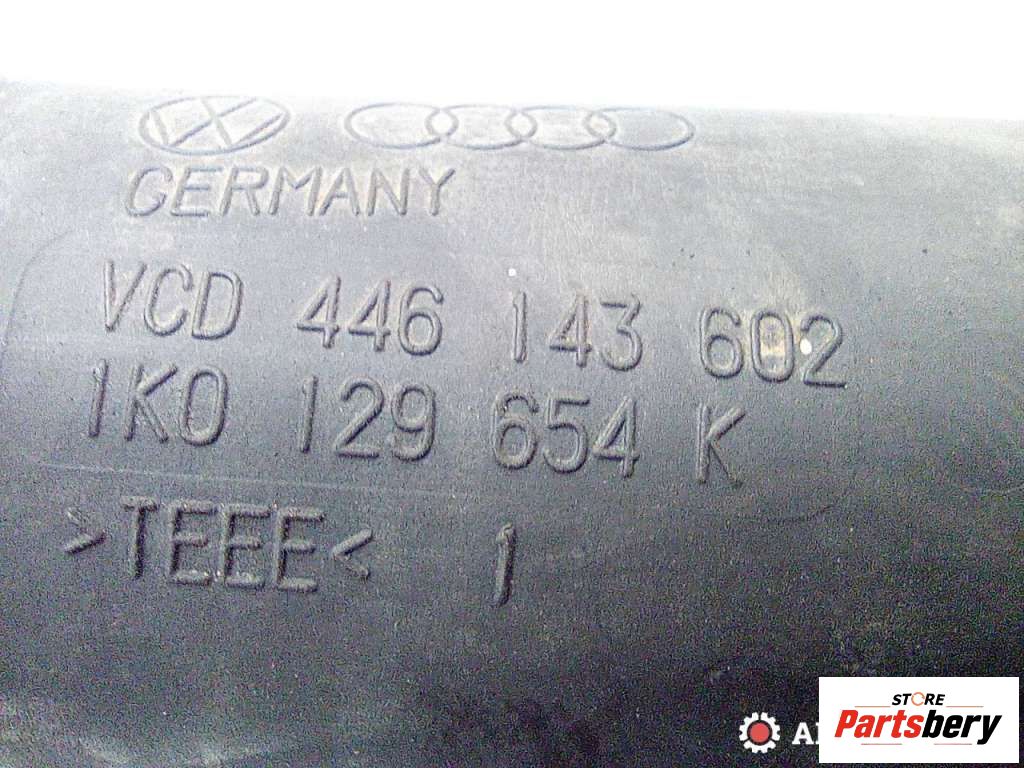 GERMANY
VCD 446 143 602
1K0 129 654 K
>TEEE< 1
STORE
Partsbery